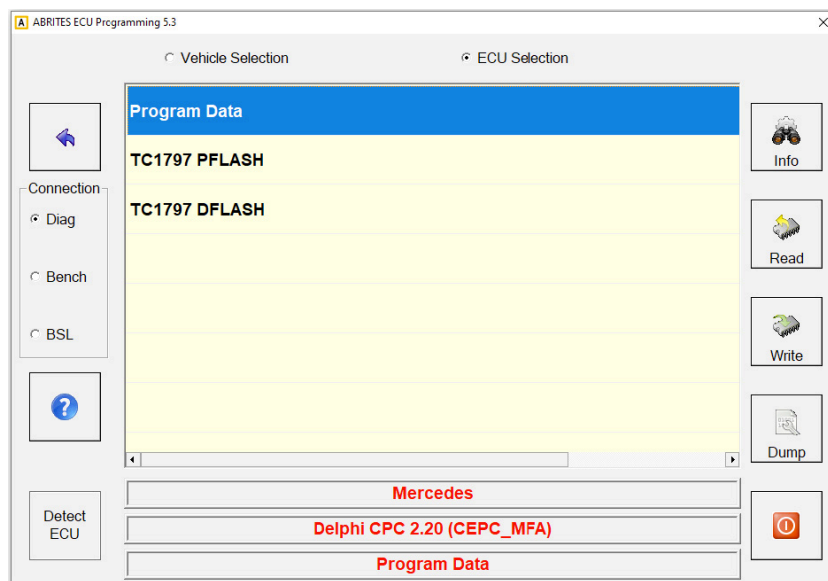 A ABRITES ECU Programming 5.3
Vehicle Selection
ECU Selection
Program Data
TC1797 PFLASH
TC1797 DFLASH
Connection
Diag
Bench
BSL
?
Detect
ECU
Info
Read
Write
Dump
Mercedes
Delphi CPC 2.20 (CEPC_MFA)
Program Data